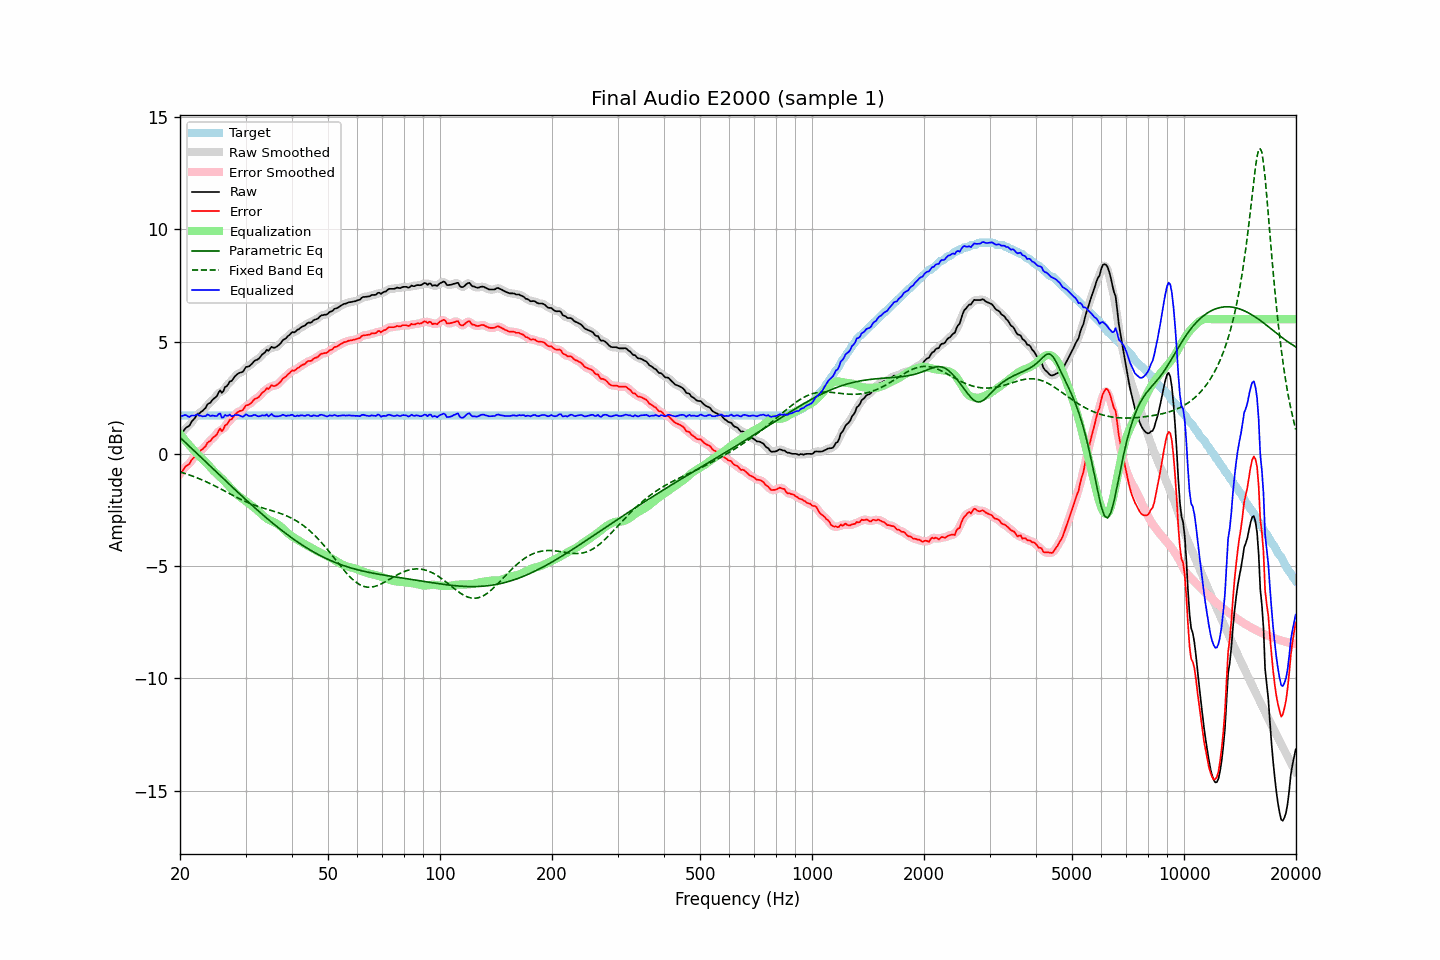 Final Audio E2000 (sample 1)
Target
Raw Smoothed
Error Smoothed
Raw
Error
Equalization
Parametric Eq
Fixed Band Eq
Equalized
15
10
5
0
−5
−10
−15
Amplitude (dBr)
20 50 100 200 500 1000 2000 5000 10000 20000
Frequency (Hz)